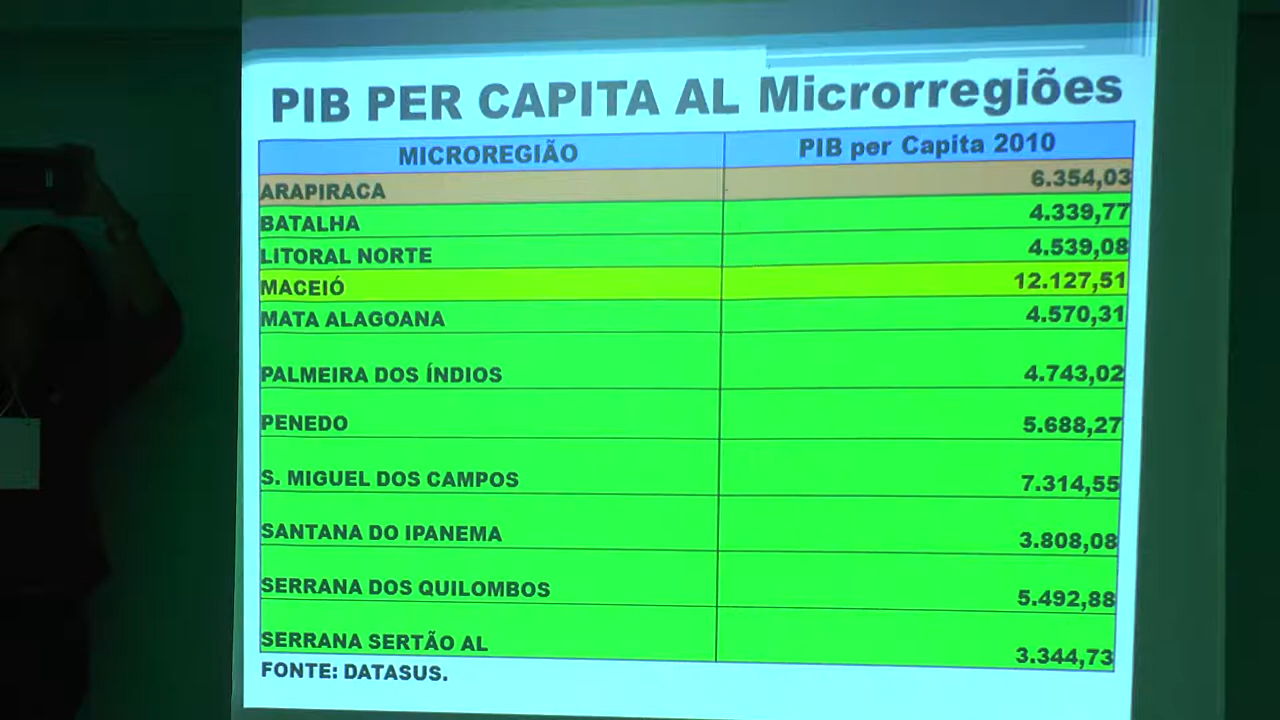 PIB PER CAPITA AL Microrregiões
MICROREGIÃO PIB per Capita 2010
ARAPIRACA 6.354,03
BATALHA 4.339,77
LITORAL NORTE 4.539,08
MACEIÓ 12.127,51
MATA ALAGOANA 4.570,31
PALMEIRA DOS ÍNDIOS 4.743,02
PENEDO 5.688,27
S. MIGUEL DOS CAMPOS 7.314,55
SANTANA DO IPANEMA 3.808,08
SERRANA DOS QUILOMBOS 5.492,88
SERRANA SERTÃO AL 3.344,73
FONTE: DATASUS.